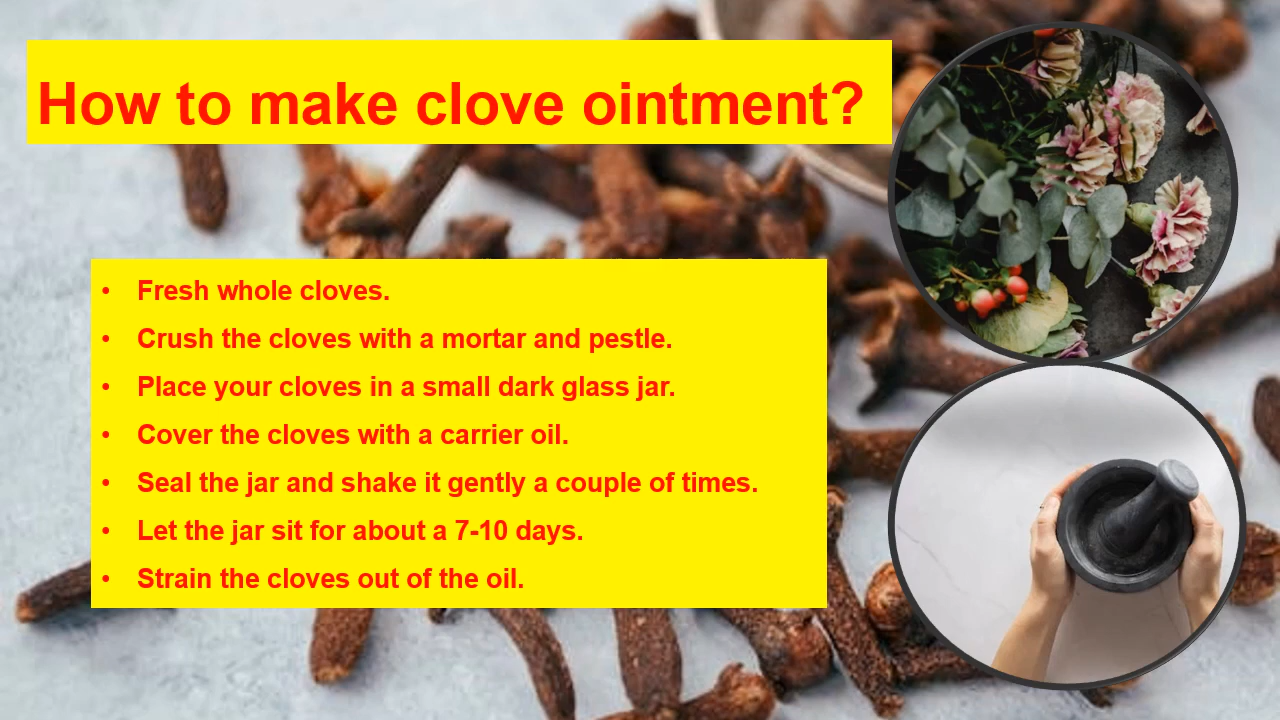 How to make clove ointment?
• Fresh whole cloves.
• Crush the cloves with a mortar and pestle.
• Place your cloves in a small dark glass jar.
• Cover the cloves with a carrier oil.
• Seal the jar and shake it gently a couple of times.
• Let the jar sit for about a 7-10 days.
• Strain the cloves out of the oil.